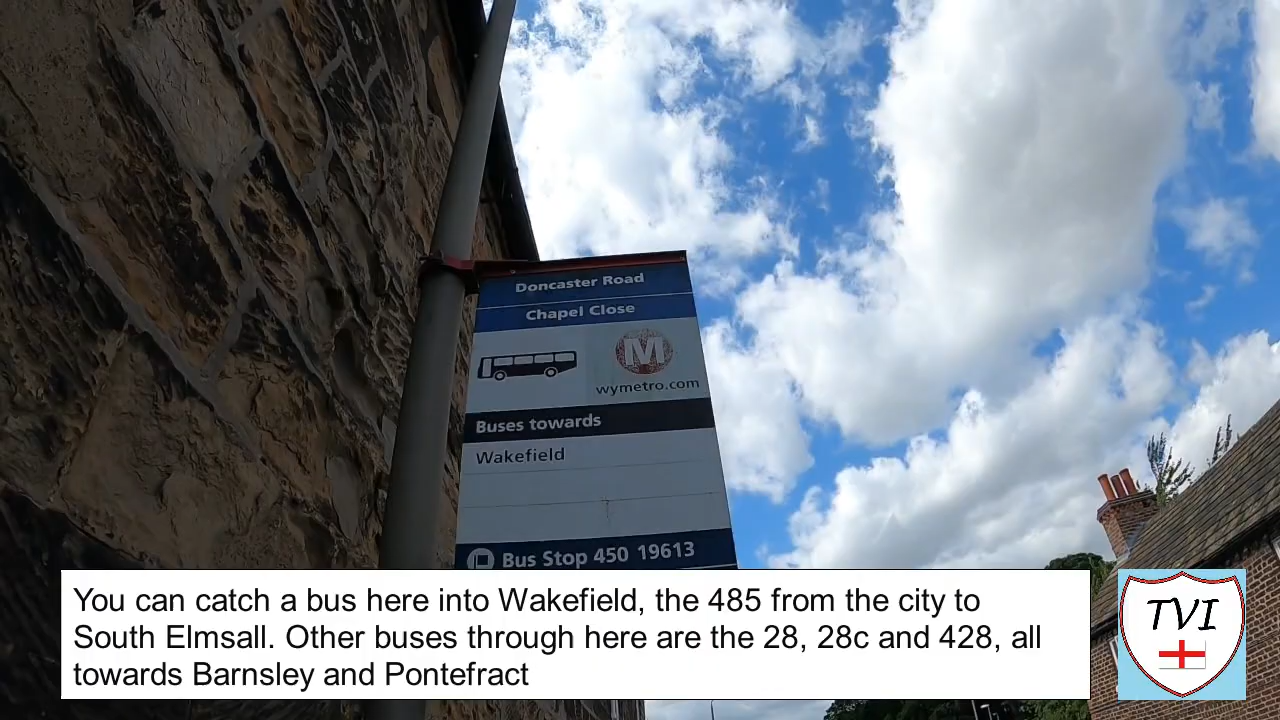 Doncaster Road
Chapel Close
M
wymetro.com
Buses towards
Wakefield
Bus Stop 450 19613
You can catch a bus here into Wakefield, the 485 from the city to
South Elmsall. Other buses through here are the 28, 28c and 428, all
towards Barnsley and Pontefract
TVI